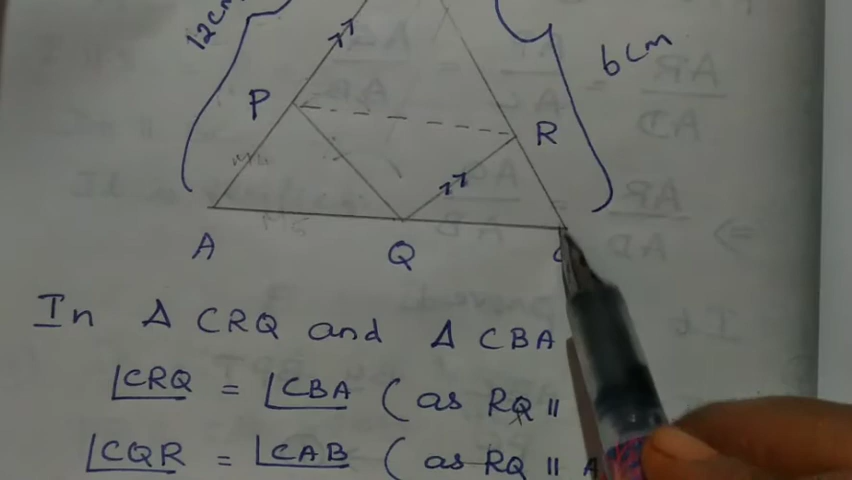 12cm
6cm
P
R
A
Q
In Δ CRQ and Δ CBA
∠CRQ = ∠CBA (as RQ ||
∠CQR = ∠CAB (as RQ || A